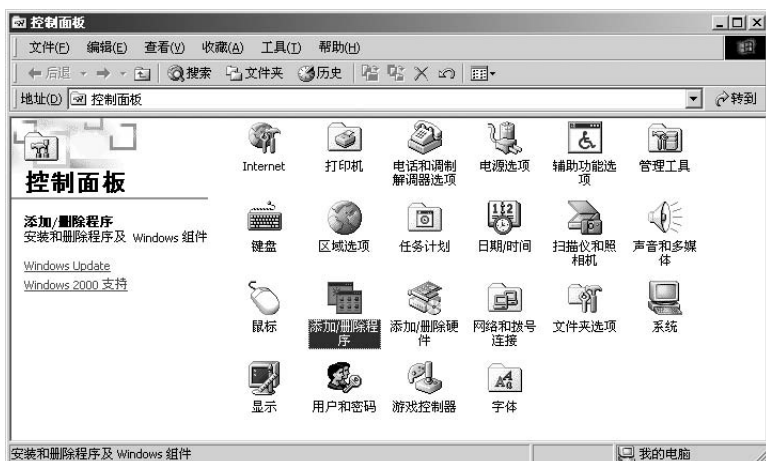 控制面板
文件(F) 编辑(E) 查看(V) 收藏(A) 工具(T) 帮助(H)
后退 搜索 文件夹 历史
地址(D) 控制面板 转到
控制面板
添加/删除程序
安装和删除程序及 Windows 组件
Windows Update
Windows 2000 支持
Internet 打印机 电话和调制 电源选项 辅助功能选 管理工具
解调器选项 项
键盘 区域选项 任务计划 日期/时间 扫描仪和照 声音和多媒
相机 体
鼠标 添加/删除程 添加/删除硬 网络和拨号 文件夹选项 系统
序 件 连接
显示 用户和密码 游戏控制器 字体
安装和删除程序及 Windows 组件 我的电脑